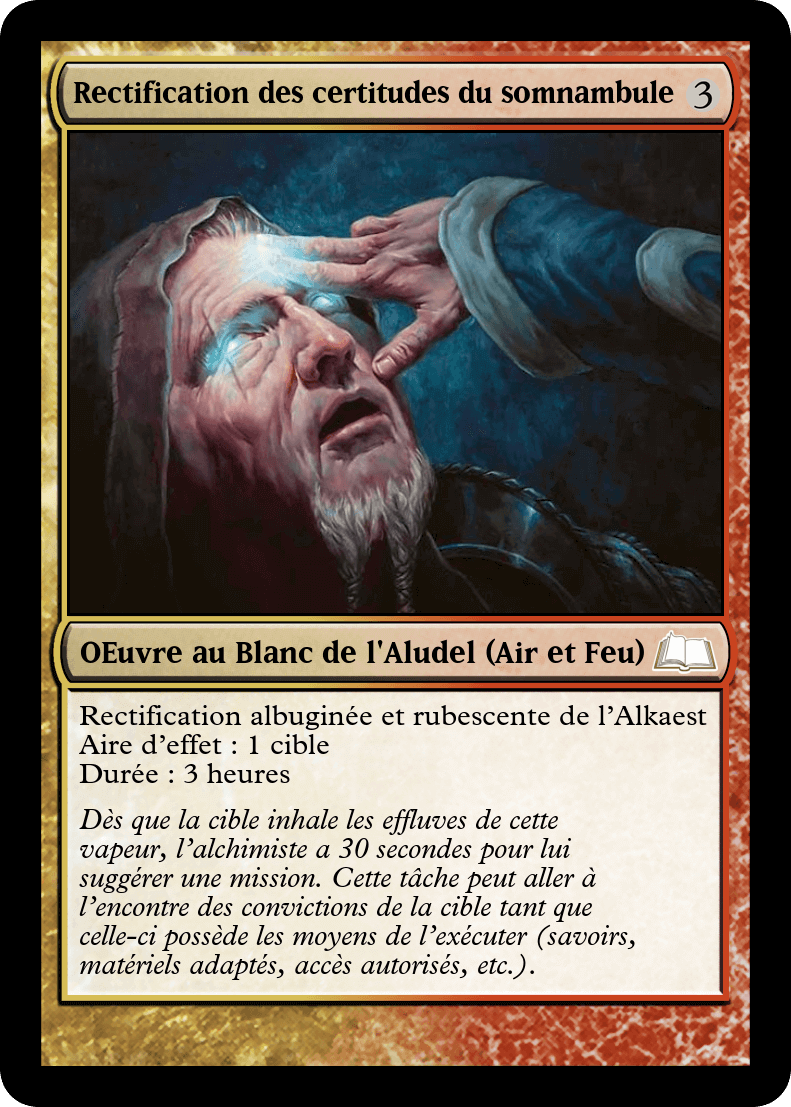 Rectification des certitudes du somnambule 3
OEuvre au Blanc de l'Aludel (Air et Feu)
Rectification albuginée et rubescente de l’Alkaest
Aire d’effet : 1 cible
Durée : 3 heures
Dès que la cible inhale les effluves de cette
vapeur, l’alchimiste a 30 secondes pour lui
suggérer une mission. Cette tâche peut aller à
l’encontre des convictions de la cible tant que
celle-ci possède les moyens de l’exécuter (savoirs,
matériels adaptés, accès autorisés, etc.).